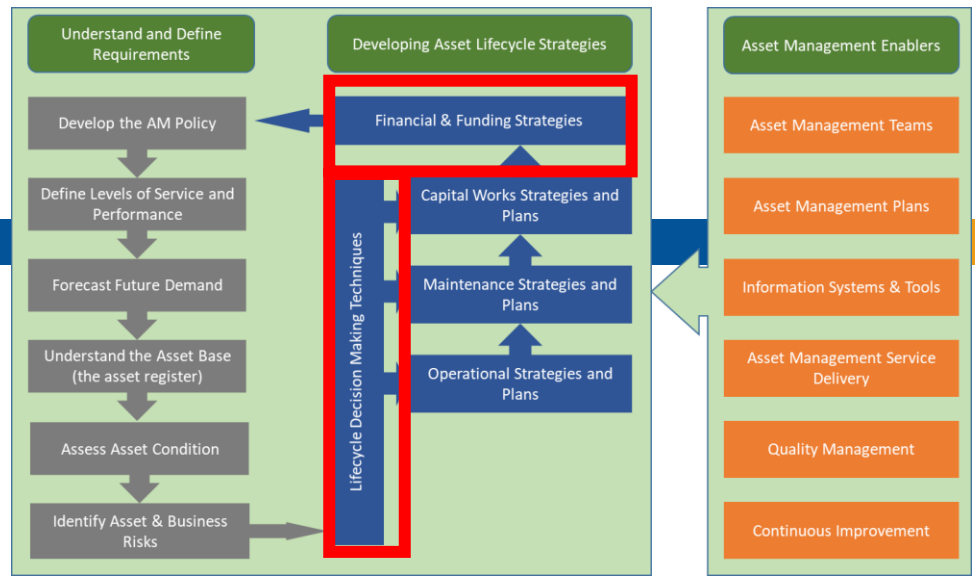 Understand and Define
Requirements
Develop the AM Policy
Define Levels of Service and
Performance
Forecast Future Demand
Understand the Asset Base
(the asset register)
Assess Asset Condition
Identify Asset & Business
Risks
Developing Asset Lifecycle Strategies
Financial & Funding Strategies
Lifecycle Decision Making Techniques
Capital Works Strategies and
Plans
Maintenance Strategies and
Plans
Operational Strategies and
Plans
Asset Management Enablers
Asset Management Teams
Asset Management Plans
Information Systems & Tools
Asset Management Service
Delivery
Quality Management
Continuous Improvement